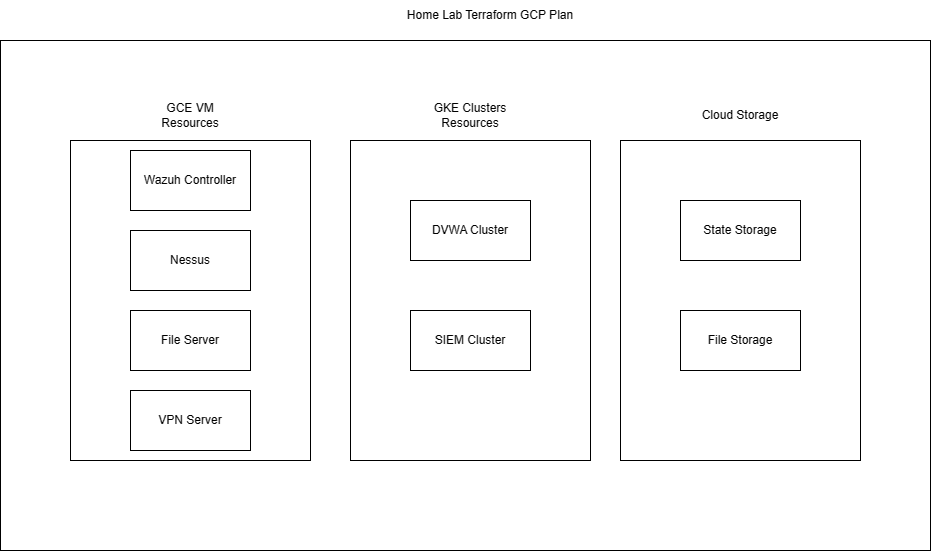 Home Lab Terraform GCP Plan
GCE VM
Resources
Wazuh Controller
Nessus
File Server
VPN Server
GKE Clusters
Resources
DVWA Cluster
SIEM Cluster
Cloud Storage
State Storage
File Storage